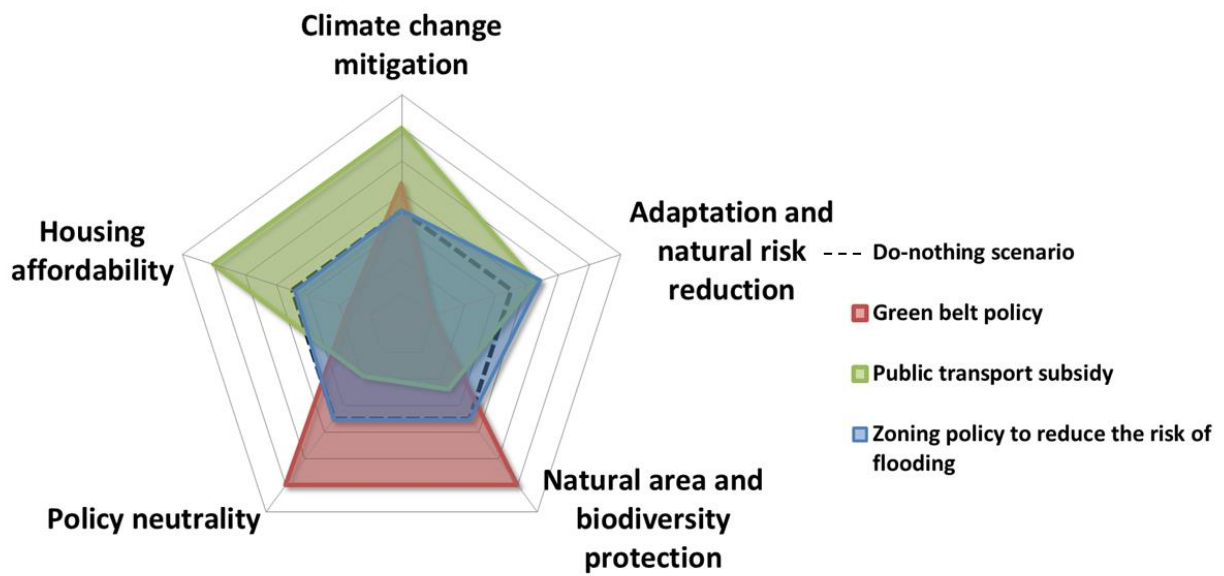 Climate change
mitigation
Adaptation and
natural risk
reduction
Housing
affordability
Policy neutrality
Natural area and
biodiversity
protection
Do-nothing scenario
Green belt policy
Public transport subsidy
Zoning policy to reduce the risk of
flooding